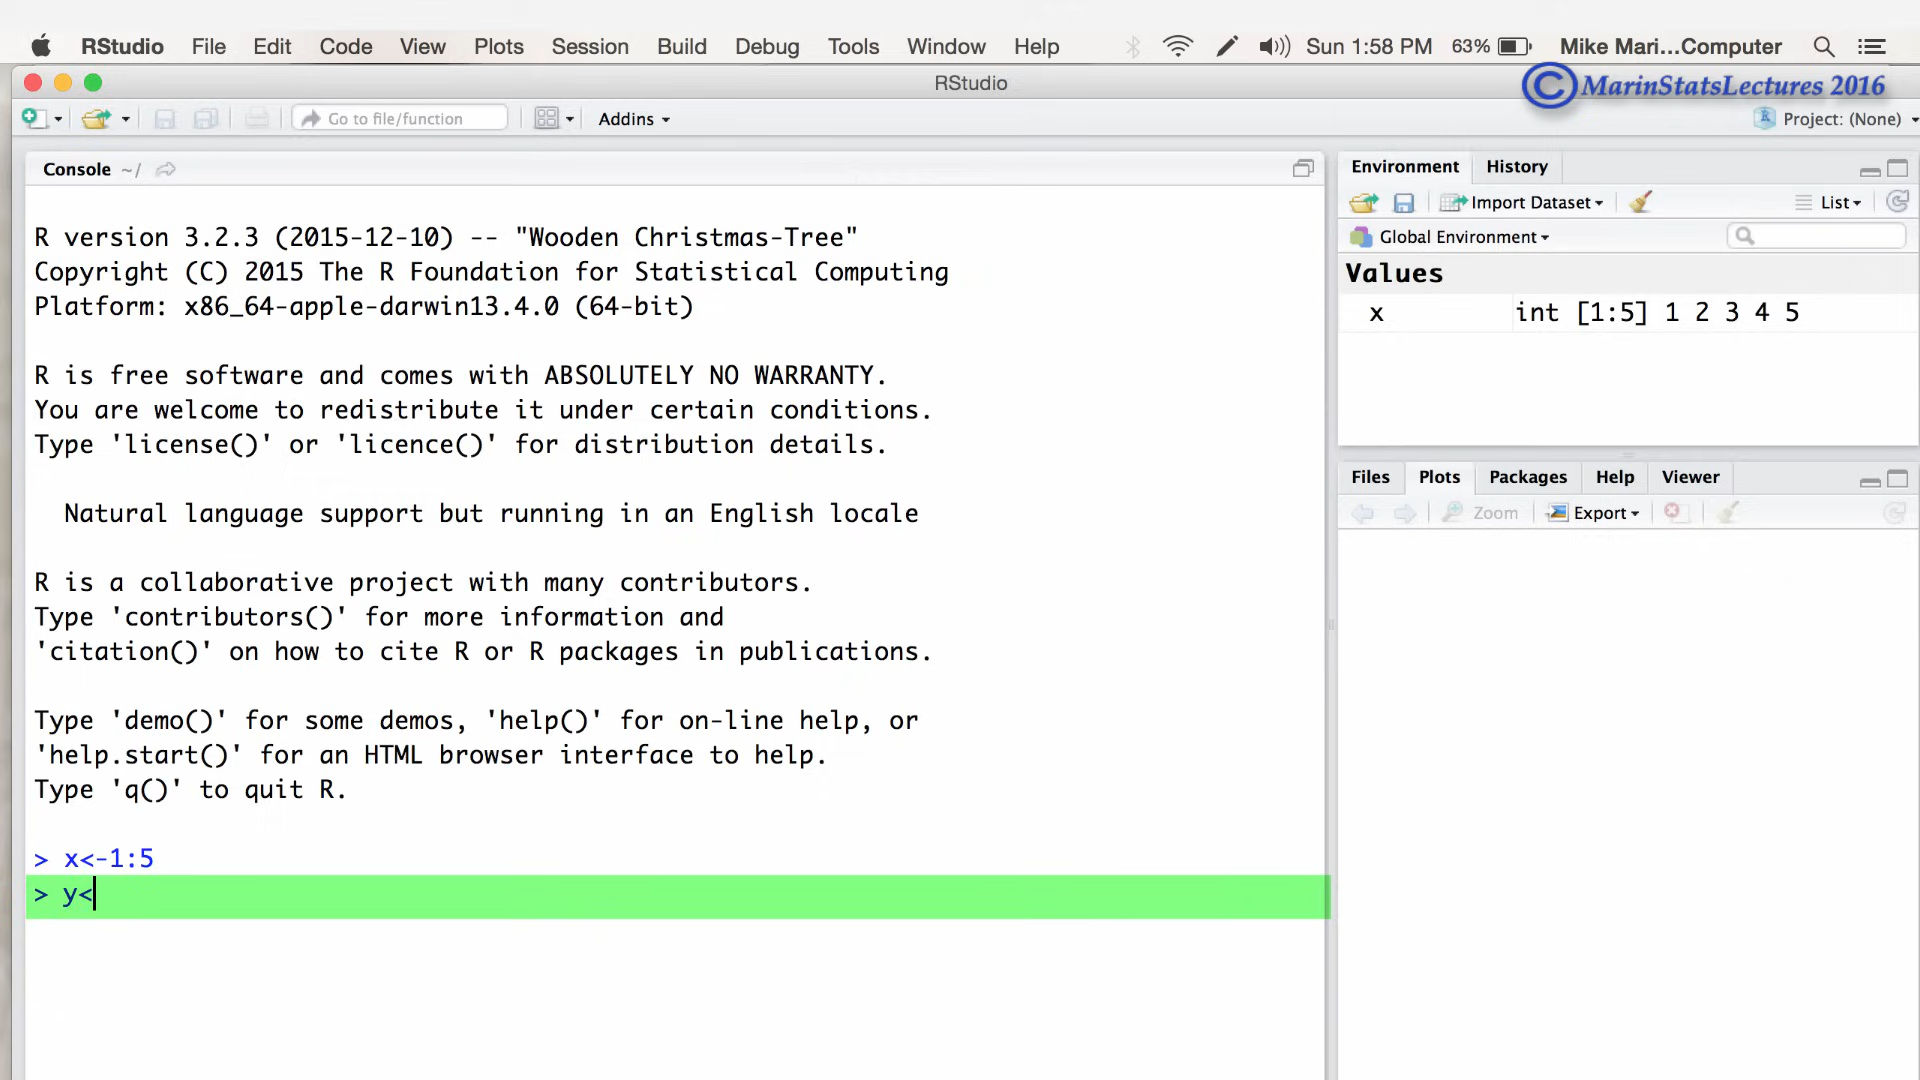 RStudio File Edit Code View Plots Session Build Debug Tools Window Help Sun 1:58 PM 63% Mike Mari...Computer
RStudio
© MarinStatsLectures 2016
Go to file/function Addins Project: (None)
Console ~/
R version 3.2.3 (2015-12-10) -- "Wooden Christmas-Tree"
Copyright (C) 2015 The R Foundation for Statistical Computing
Platform: x86_64-apple-darwin13.4.0 (64-bit)
R is free software and comes with ABSOLUTELY NO WARRANTY.
You are welcome to redistribute it under certain conditions.
Type 'license()' or 'licence()' for distribution details.
Natural language support but running in an English locale
R is a collaborative project with many contributors.
Type 'contributors()' for more information and
'citation()' on how to cite R or R packages in publications.
Type 'demo()' for some demos, 'help()' for on-line help, or
'help.start()' for an HTML browser interface to help.
Type 'q()' to quit R.
> x<-1:5
> y<
Environment History
Import Dataset List
Global Environment
Values
x int [1:5] 1 2 3 4 5
Files Plots Packages Help Viewer
Zoom Export